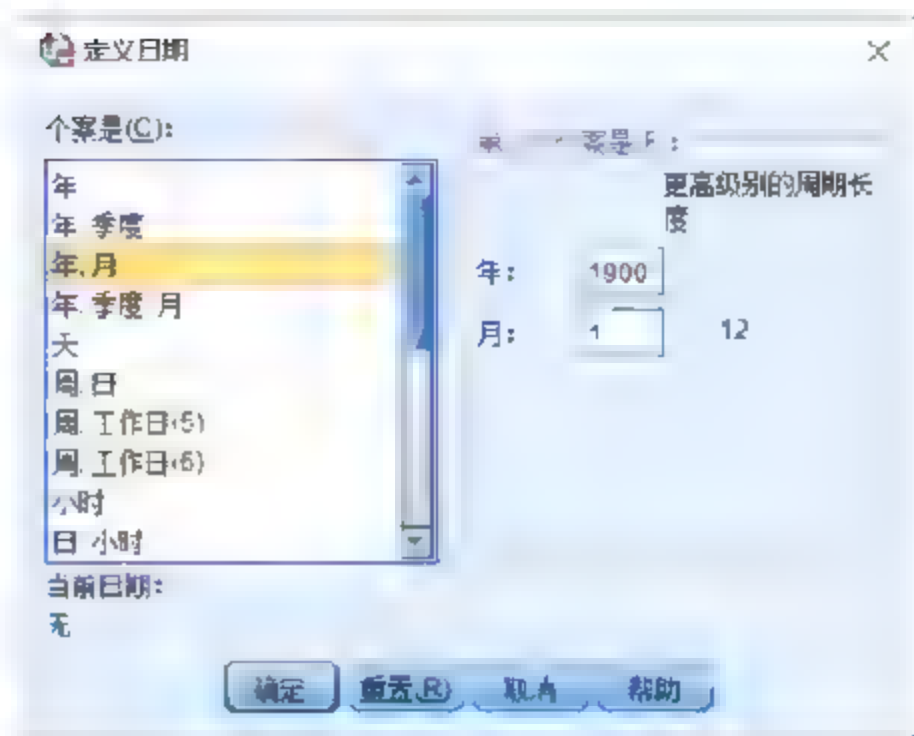 定义日期
个案是(C):
年
年 季度
年,月
年 季度 月
天
周 日
周 工作日(5)
周 工作日(6)
小时
日 小时
当前日期:
无
个案是
更高级别的周期长
度
年: 1900
月: 1 12
确定 重置(R) 取消 帮助